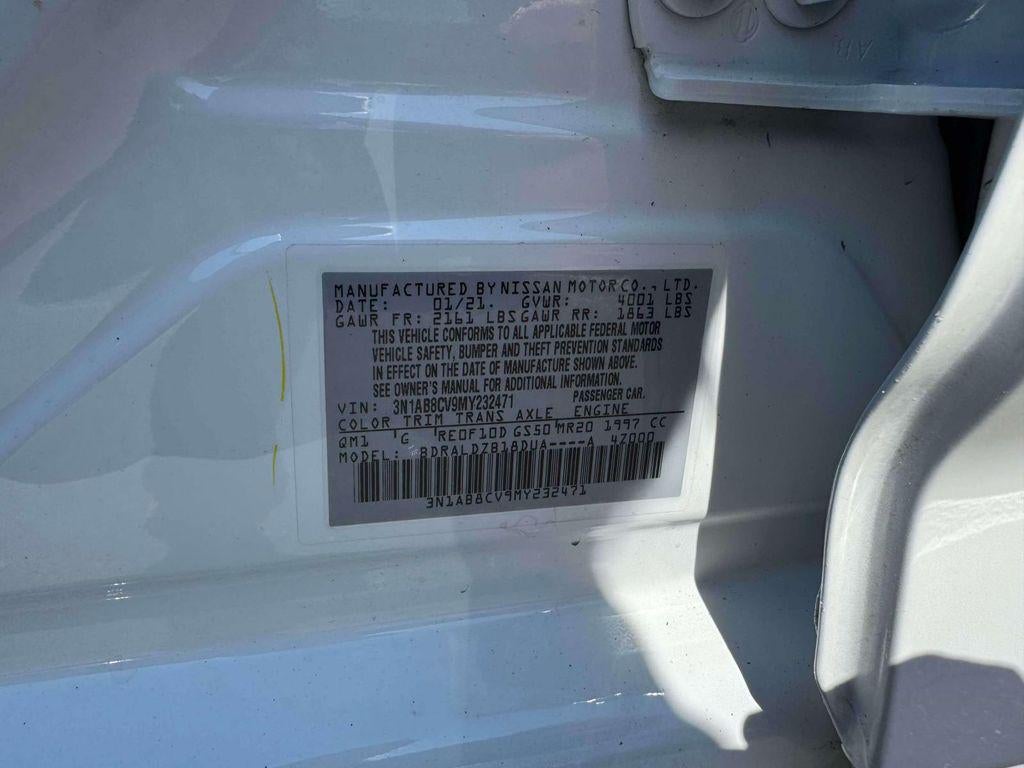 MANUFACTURED BY NISSAN MOTOR CO., LTD.
DATE: 01/21. GVWR: 4001 LBS
GAWR FR: 2161 LBS GAWR RR: 1863 LBS
THIS VEHICLE CONFORMS TO ALL APPLICABLE FEDERAL MOTOR
VEHICLE SAFETY, BUMPER AND THEFT PREVENTION STANDARDS
IN EFFECT ON THE DATE OF MANUFACTURE SHOWN ABOVE.
SEE OWNER'S MANUAL FOR ADDITIONAL INFORMATION.
VIN: 3N1AB8CV9MY232471 PASSENGER CAR.
COLOR TRIM TRANS AXLE ENGINE
QM1 G RE0F10D GS50 MR20 1997 CC
MODEL: BDRALDZB18DUA----A 4Z000
3N1AB8CV9MY232471